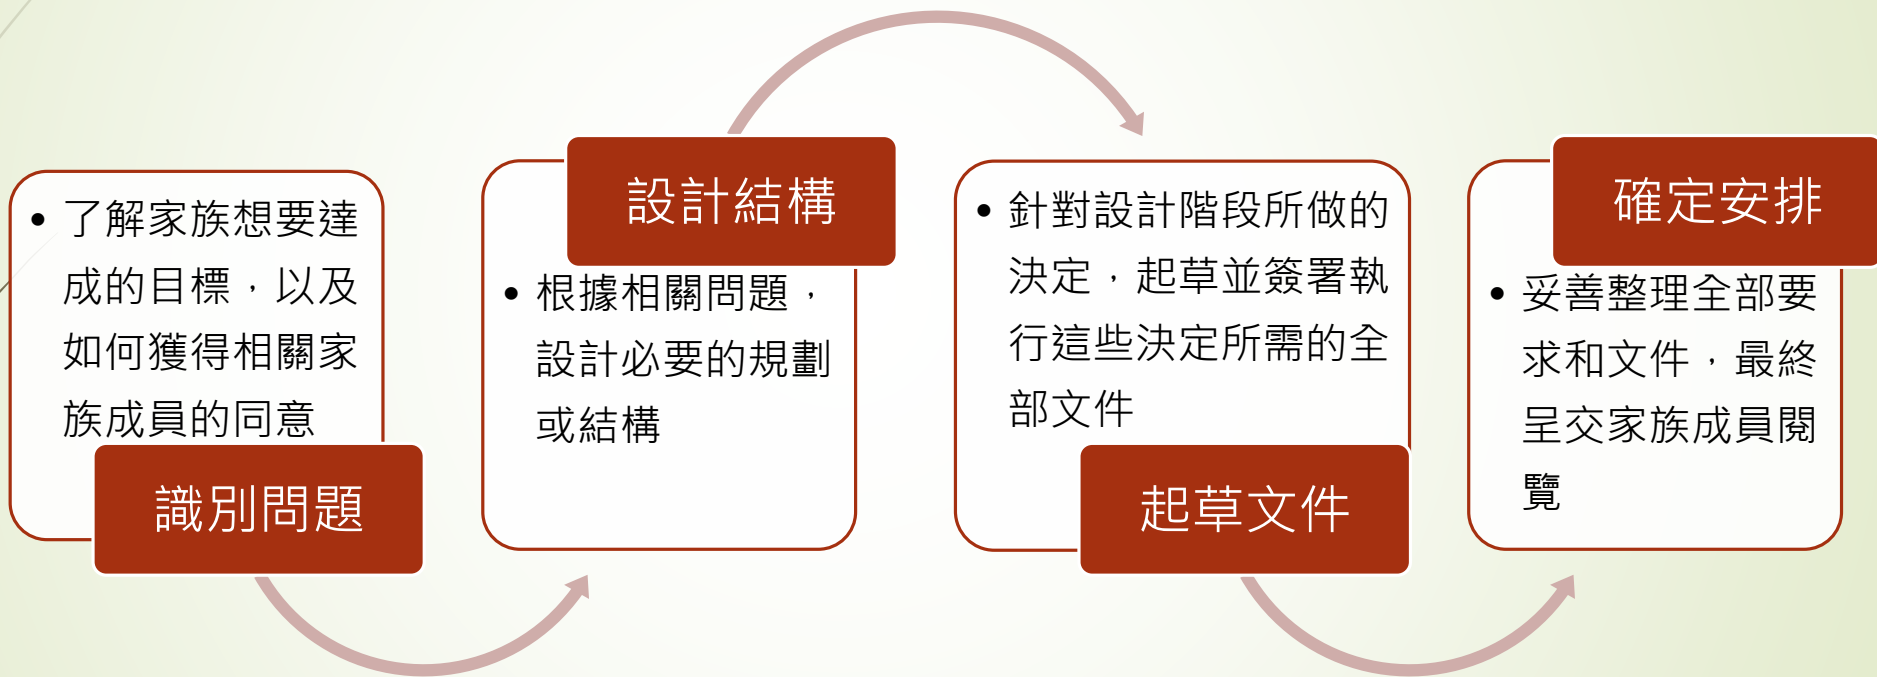 • 了解家族想要達
成的目標，以及
如何獲得相關家
族成員的同意
識別問題
設計結構
• 根據相關問題，
設計必要的規劃
或結構
• 針對設計階段所做的
決定，起草並簽署執
行這些決定所需的全
部文件
起草文件
確定安排
• 妥善整理全部要
求和文件，最終
呈交家族成員閱
覽